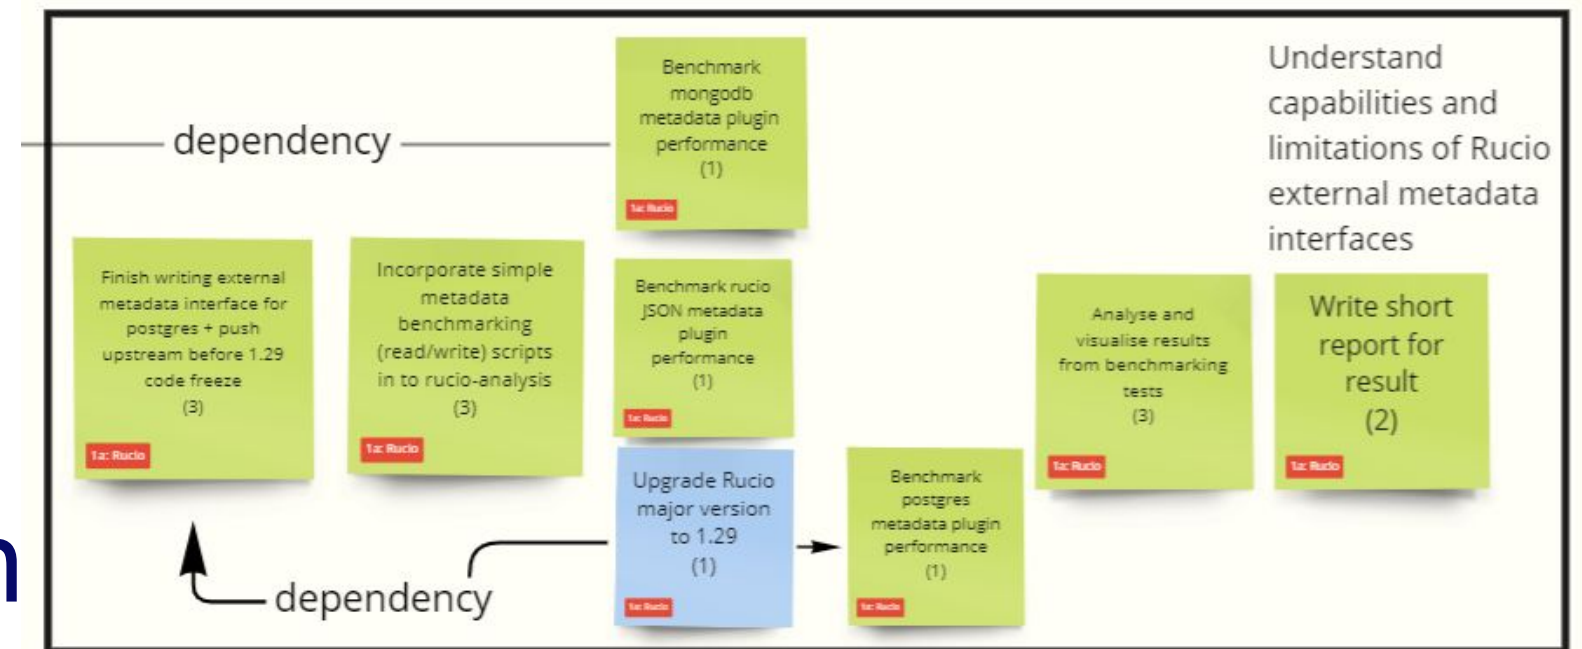 Understand
capabilities and
limitations of Rucio
external metadata
interfaces
dependency
Benchmark
mongodb
metadata plugin
performance
(1)
1a: Rucio
Finish writing external
metadata interface for
postgres + push
upstream before 1.29
code freeze
(3)
1a: Rucio
Incorporate simple
metadata
benchmarking
(read/write) scripts
in to rucio-analysis
(3)
1a: Rucio
Benchmark rucio
JSON metadata
plugin
performance
(1)
1a: Rucio
Upgrade Rucio
major version
to 1.29
(1)
1a: Rucio
dependency
Benchmark
postgres
metadata plugin
performance
(1)
1a: Rucio
Analyse and
visualise results
from benchmarking
tests
(3)
1a: Rucio
Write short
report for
result
(2)
1a: Rucio
n